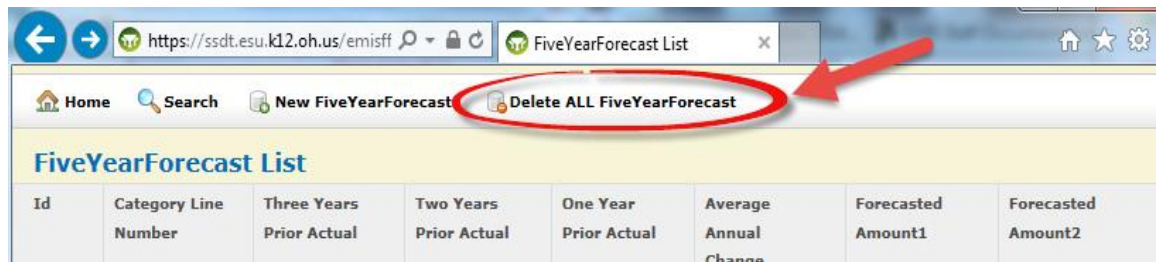 https://ssdt.esu.k12.oh.us/emisff FiveYearForecast List
Home Search New FiveYearForecast Delete ALL FiveYearForecast
FiveYearForecast List
Id Category Line Three Years Two Years One Year Average Forecasted Forecasted
Number Prior Actual Prior Actual Prior Actual Annual Amount1 Amount2
Change